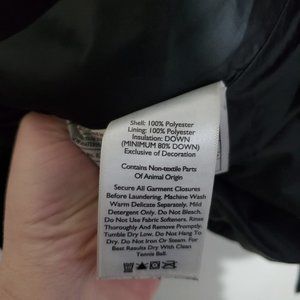 Shell: 100% Polyester
Lining: 100% Polyester
Insulation: DOWN
(MINIMUM 80% DOWN)
Exclusive of Decoration
Contains Non-textile Parts
Of Animal Origin
Secure All Garment Closures
Before Laundering. Machine Wash
Warm Delicate Separately. Mild
Detergent Only. Do Not Bleach.
Do Not Use Fabric Softeners. Rinse
Thoroughly And Remove Promptly.
Tumble Dry Low. Do Not Hang To
Dry. Do Not Iron Or Steam. For
Best Results Dry With Clean
Tennis Ball.